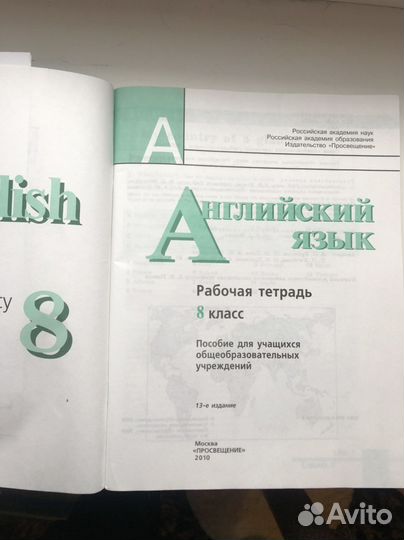 lish
8
A
Российская академия наук
Российская академия образования
Издательство «Просвещение»
Английский
язык
Рабочая тетрадь
8 класс
Пособие для учащихся
общеобразовательных
учреждений
13-е издание
Москва
«ПРОСВЕЩЕНИЕ»
2010
Avito